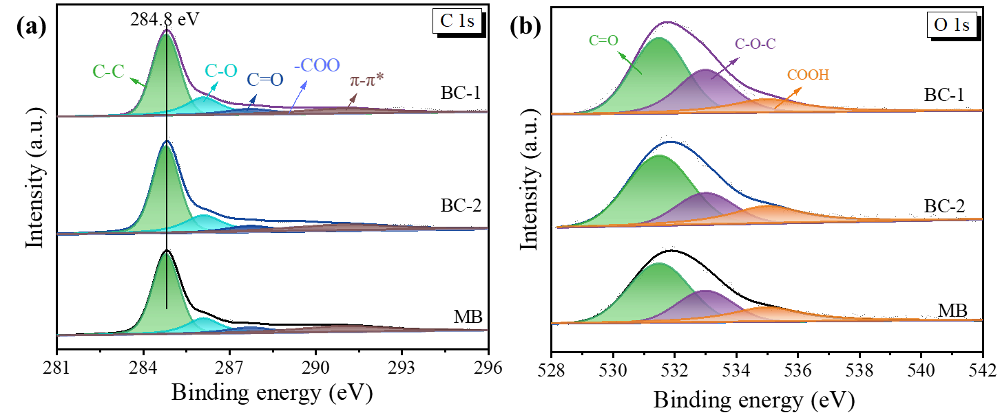 (a)
284.8 eV
C 1s
C-C
C-O
C=O
-COO
π-π*
BC-1
BC-2
MB
Intensity (a.u.)
281 284 287 290 293 296
Binding energy (eV)
(b)
O 1s
C=O
C-O-C
COOH
BC-1
BC-2
MB
Intensity (a.u.)
528 530 532 534 536 538 540 542
Binding energy (eV)